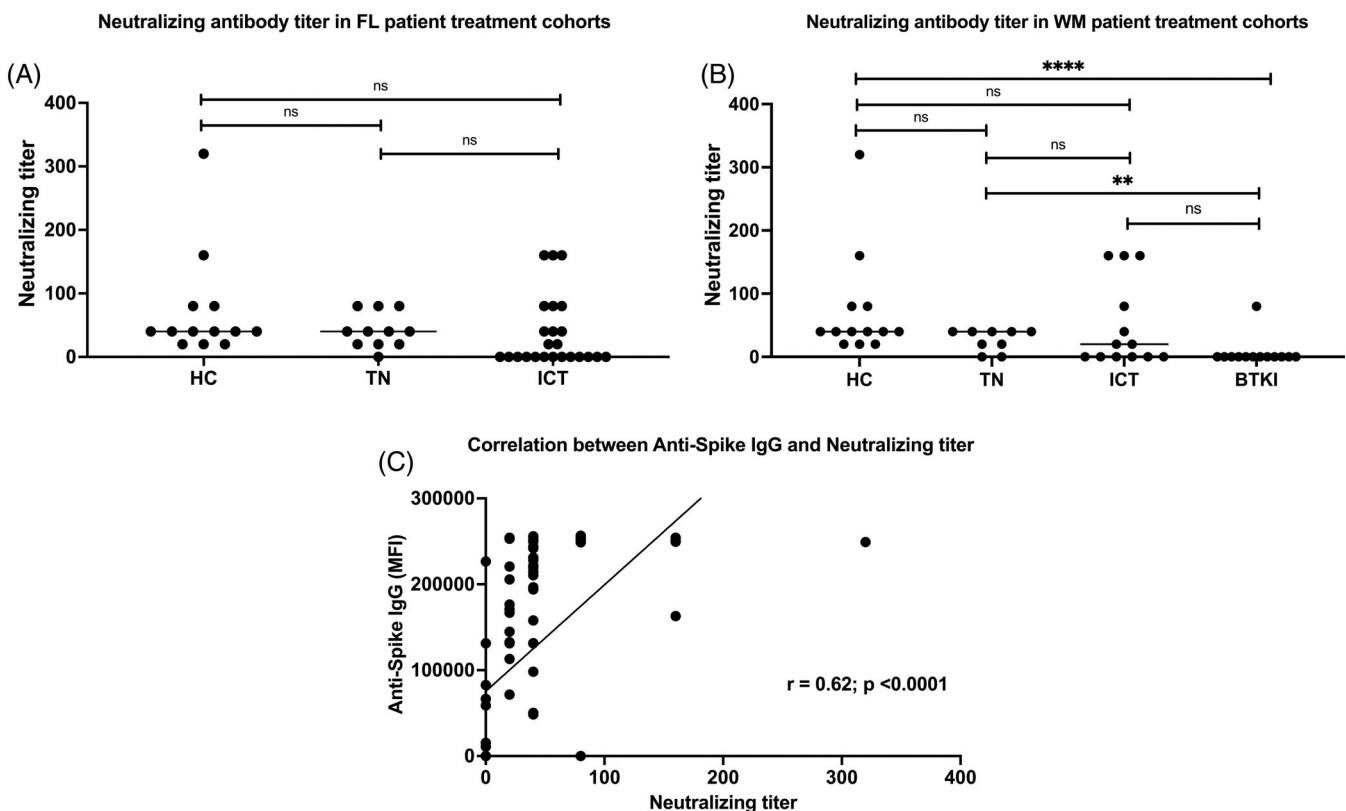 Neutralizing antibody titer in FL patient treatment cohorts
(A)
ns
ns
ns
Neutralizing titer
400
300
200
100
0
HC TN ICT
Neutralizing antibody titer in WM patient treatment cohorts
(B)
****
ns
ns
ns
**
ns
Neutralizing titer
400
300
200
100
0
HC TN ICT BTKI
Correlation between Anti-Spike IgG and Neutralizing titer
(C)
Anti-Spike IgG (MFI)
300000
200000
100000
0
r = 0.62; p <0.0001
0 100 200 300 400
Neutralizing titer